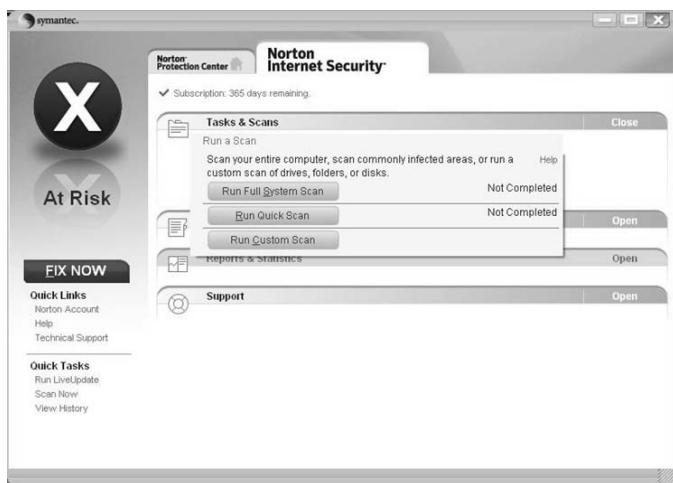 symantec.
Norton
Protection Center
Norton
Internet Security
Subscription: 365 days remaining.
Tasks & Scans
Close
Run a Scan
Scan your entire computer, scan commonly infected areas, or run a
custom scan of drives, folders, or disks.
Help
Run Full System Scan
Not Completed
Run Quick Scan
Not Completed
Run Custom Scan
Open
Reports & Statistics
Open
Support
Open
X
At Risk
FIX NOW
Quick Links
Norton Account
Help
Technical Support
Quick Tasks
Run LiveUpdate
Scan Now
View History